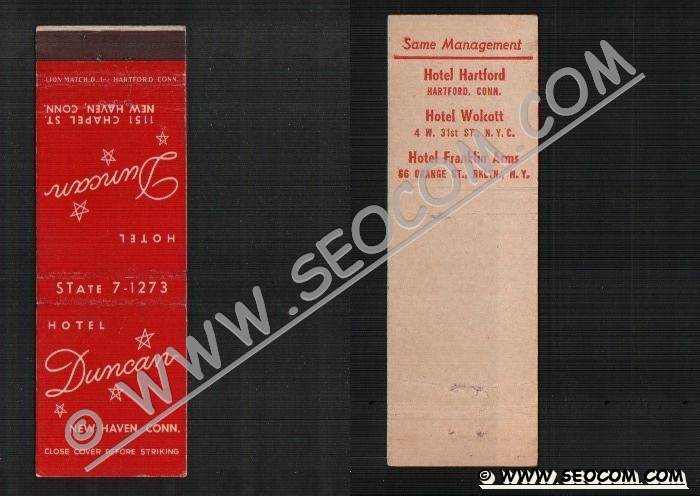 LION MATCH HARTFORD CONN.
1151 CHAPEL ST.
NEW HAVEN, CONN.
Duncan
HOTEL
STATE 7-1273
HOTEL
Duncan
NEW HAVEN, CONN.
CLOSE COVER BEFORE STRIKING
Same Management
Hotel Hartford
HARTFORD, CONN.
Hotel Wolcott
4 W. 31st ST., N.Y.C.
Hotel Franklin Arms
66 ORANGE ST., BKLYN., N.Y.
© WWW.SEOCOM.COM
© WWW.SEOCOM.COM